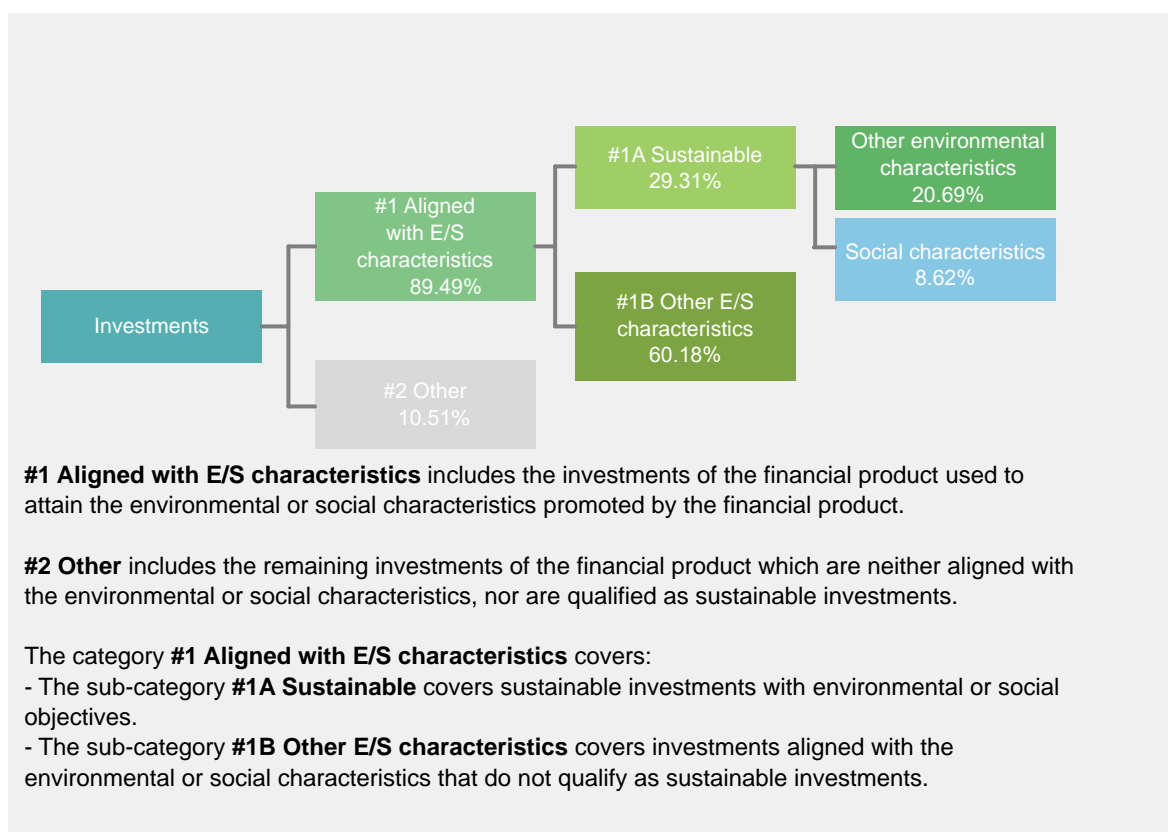 Investments
#1 Aligned
with E/S
characteristics
89.49%
#2 Other
10.51%
#1A Sustainable
29.31%
#1B Other E/S
characteristics
60.18%
Other environmental
characteristics
20.69%
Social characteristics
8.62%
#1 Aligned with E/S characteristics includes the investments of the financial product used to
attain the environmental or social characteristics promoted by the financial product.
#2 Other includes the remaining investments of the financial product which are neither aligned with
the environmental or social characteristics, nor are qualified as sustainable investments.
The category #1 Aligned with E/S characteristics covers:
- The sub-category #1A Sustainable covers sustainable investments with environmental or social
objectives.
- The sub-category #1B Other E/S characteristics covers investments aligned with the
environmental or social characteristics that do not qualify as sustainable investments.